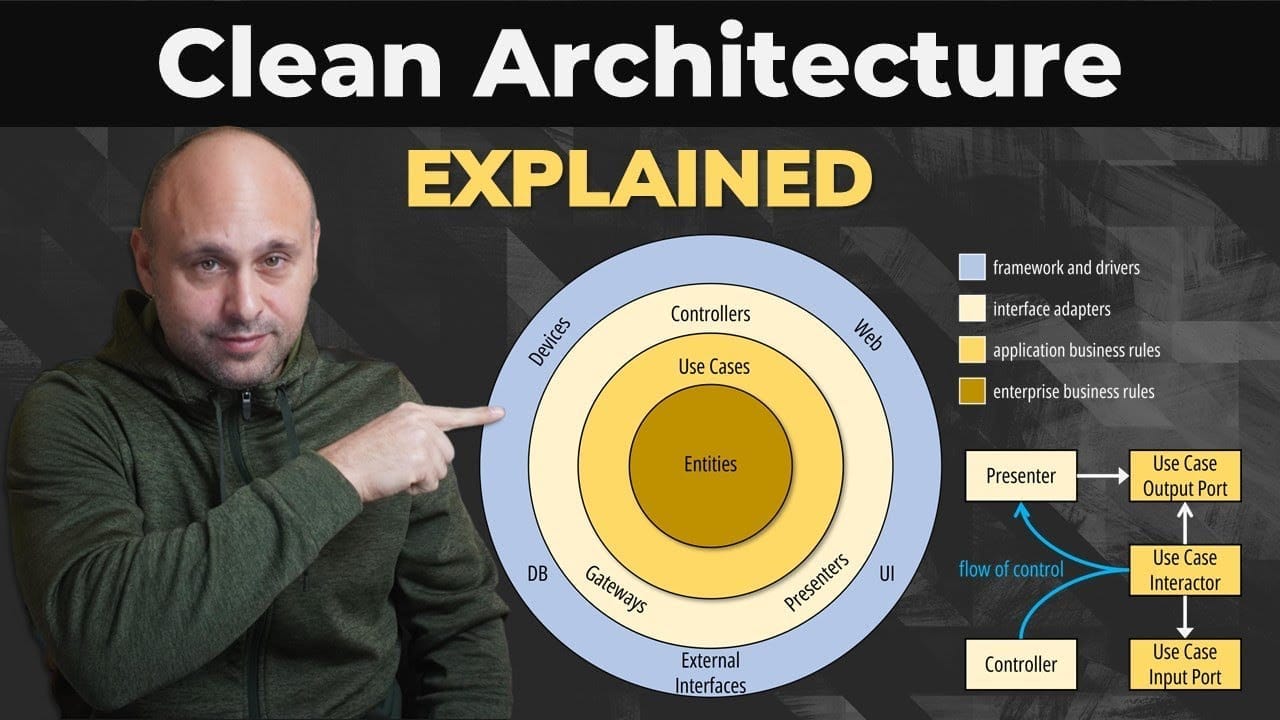 Clean Architecture
EXPLAINED
Devices
Controllers
Web
Use Cases
Entities
DB
Gateways
Presenters
UI
External
Interfaces
framework and drivers
interface adapters
application business rules
enterprise business rules
Presenter
Use Case
Output Port
flow of control
Use Case
Interactor
Controller
Use Case
Input Port